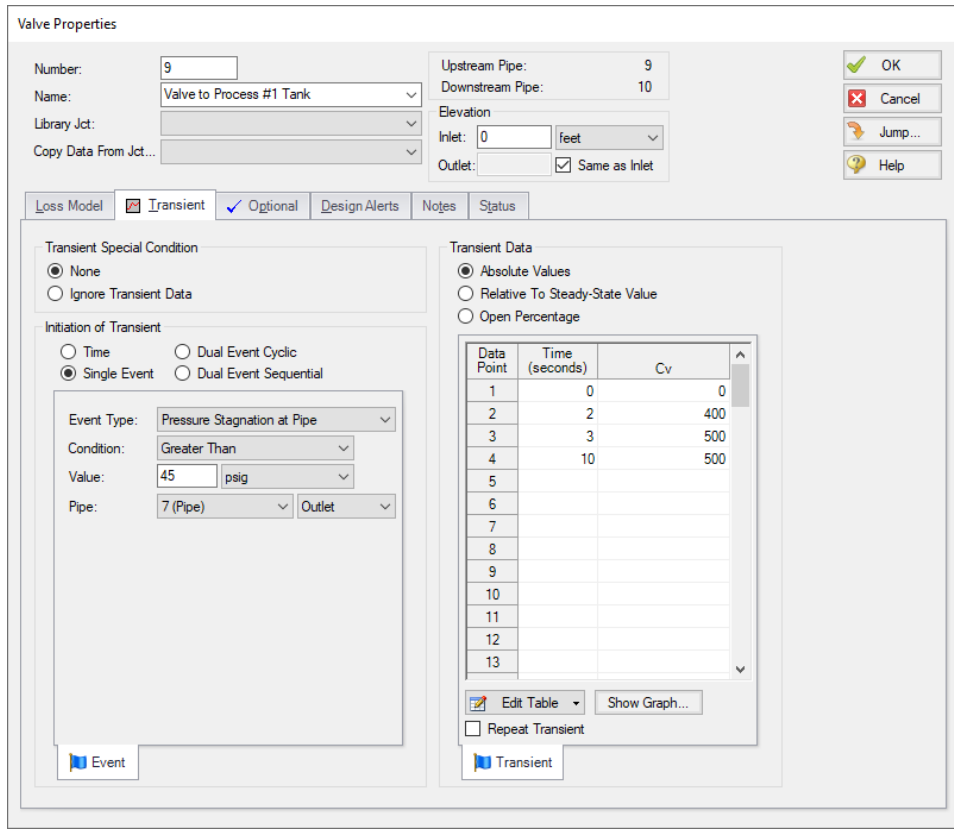 Valve Properties
Number: 9
Name: Valve to Process #1 Tank
Library Jct:
Copy Data From Jct...
Upstream Pipe: 9
Downstream Pipe: 10
Elevation
Inlet: 0 feet
Outlet: Same as Inlet
OK
Cancel
Jump...
Help
Loss Model Transient Optional Design Alerts Notes Status
Transient Special Condition
None
Ignore Transient Data
Initiation of Transient
Time Dual Event Cyclic
Single Event Dual Event Sequential
Event Type: Pressure Stagnation at Pipe
Condition: Greater Than
Value: 45 psig
Pipe: 7 (Pipe) Outlet
Event
Transient Data
Absolute Values
Relative To Steady-State Value
Open Percentage
Data Point Time (seconds) Cv
1 0 0
2 2 400
3 3 500
4 10 500
5
6
7
8
9
10
11
12
13
Edit Table Show Graph...
Repeat Transient
Transient